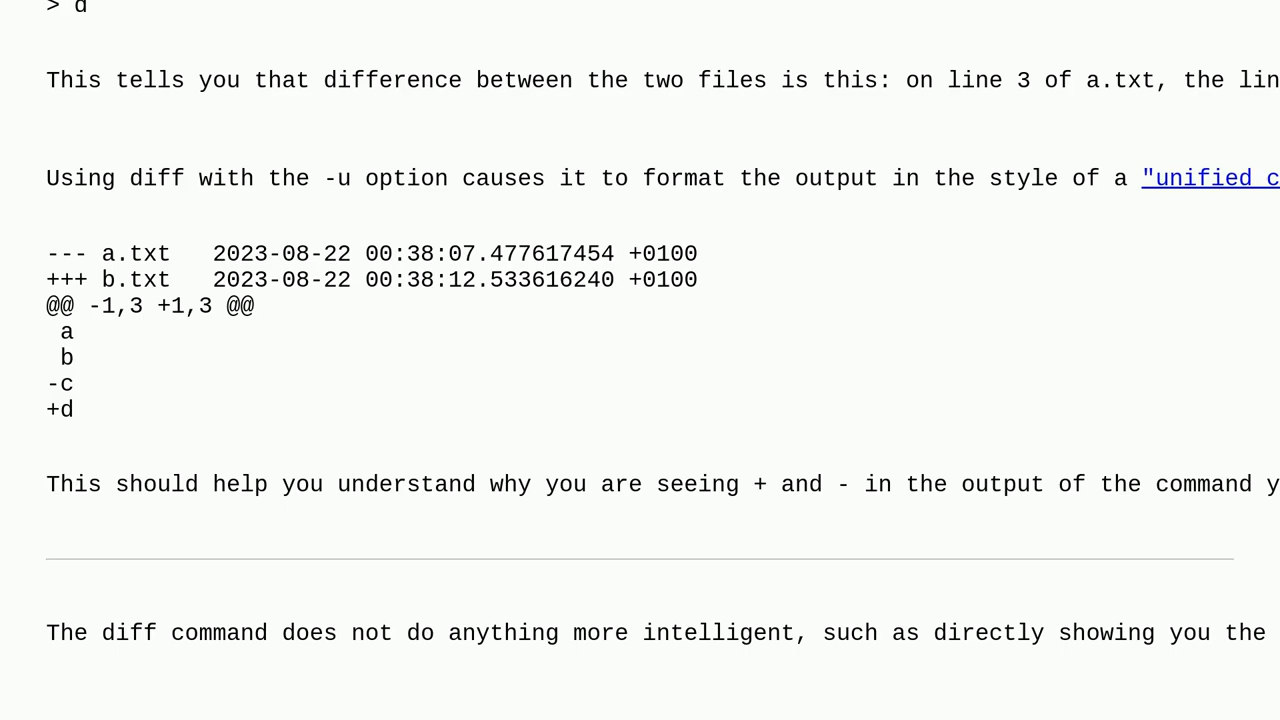 > d
This tells you that difference between the two files is this: on line 3 of a.txt, the lin
Using diff with the -u option causes it to format the output in the style of a "unified c
--- a.txt   2023-08-22 00:38:07.477617454 +0100
+++ b.txt   2023-08-22 00:38:12.533616240 +0100
@@ -1,3 +1,3 @@
 a
 b
-c
+d
This should help you understand why you are seeing + and - in the output of the command y
The diff command does not do anything more intelligent, such as directly showing you the